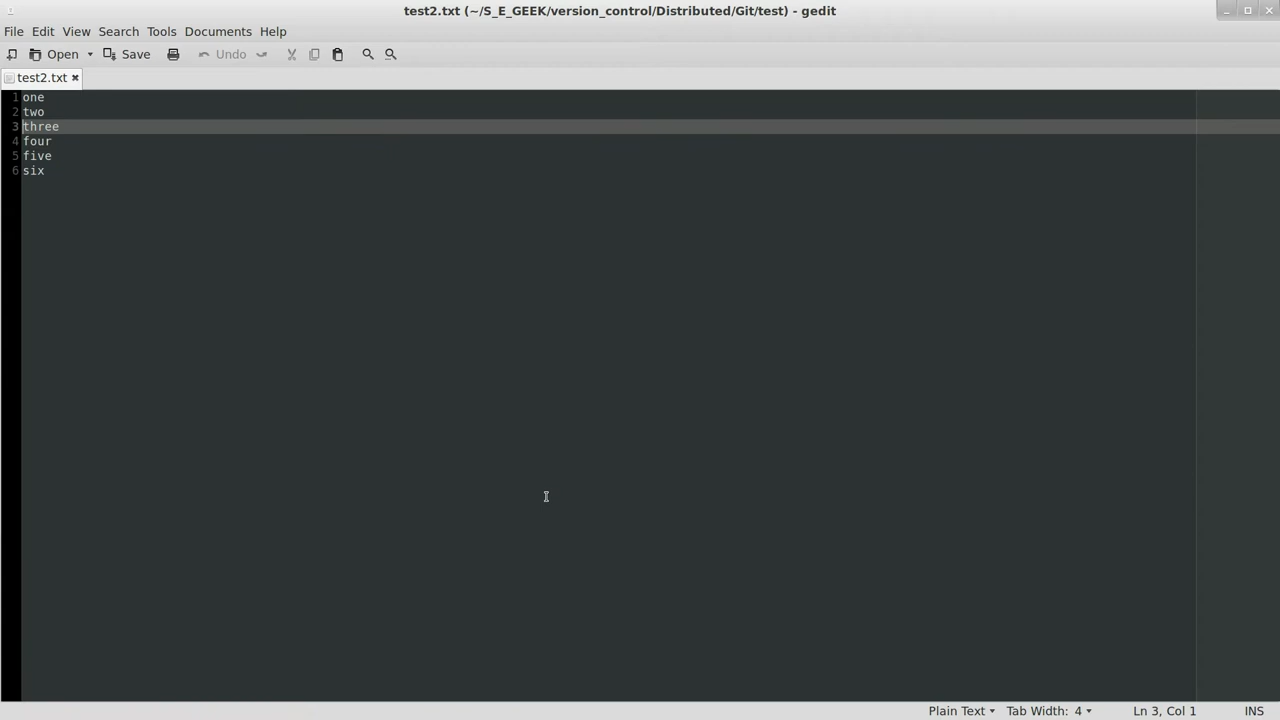 test2.txt (~/S_E_GEEK/version_control/Distributed/Git/test) - gedit
File Edit View Search Tools Documents Help
Open Save Undo
test2.txt
1 one
2 two
3 three
4 four
5 five
6 six
Plain Text Tab Width: 4 Ln 3, Col 1 INS